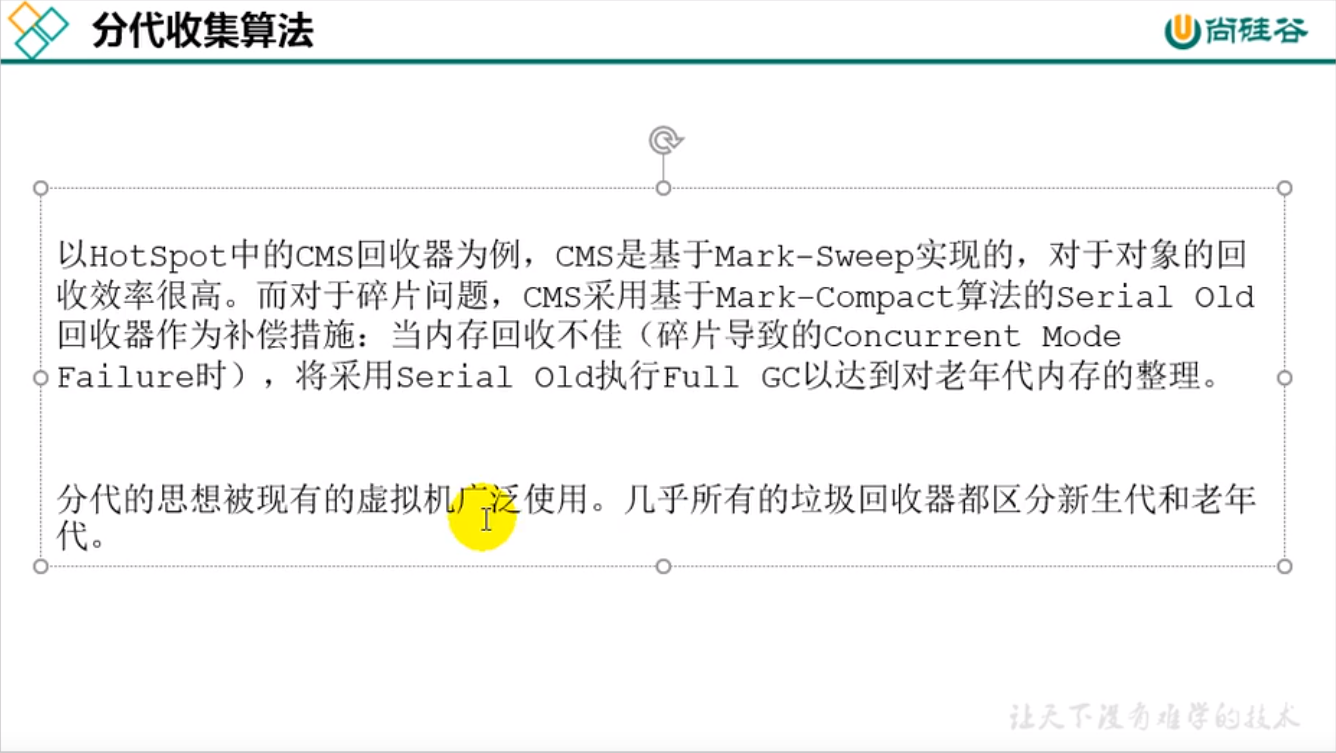 分代收集算法
尚硅谷
以HotSpot中的CMS回收器为例，CMS是基于Mark-Sweep实现的，对于对象的回
收效率很高。而对于碎片问题，CMS采用基于Mark-Compact算法的Serial Old
回收器作为补偿措施：当内存回收不佳（碎片导致的Concurrent Mode
Failure时），将采用Serial Old执行Full GC以达到对老年代内存的整理。
分代的思想被现有的虚拟机广泛使用。几乎所有的垃圾回收器都区分新生代和老年
代。
让天下没有难学的技术